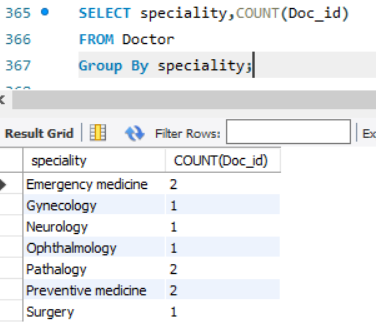 365 SELECT speciality,COUNT(Doc_id)
366 FROM Doctor
367 Group By speciality;
Result Grid Filter Rows:
speciality COUNT(Doc_id)
Emergency medicine 2
Gynecology 1
Neurology 1
Ophthalmology 1
Pathalogy 2
Preventive medicine 2
Surgery 1